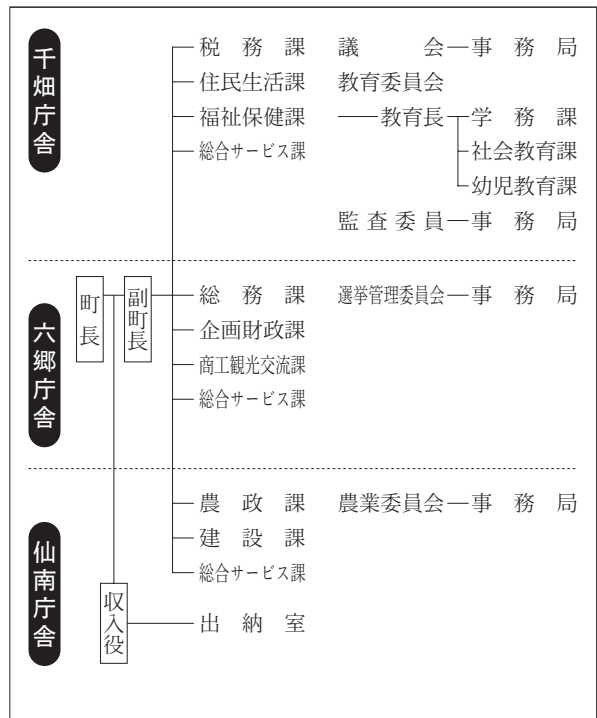 千畑庁舎
税務課 議会―事務局
住民生活課 教育委員会
福祉保健課 ―教育長―学務課
総合サービス課 社会教育課
幼児教育課
監査委員―事務局
六郷庁舎
町長 副町長
総務課 選挙管理委員会―事務局
企画財政課
商工観光交流課
総合サービス課
仙南庁舎
農政課 農業委員会―事務局
建設課
総合サービス課
収入役 出納室